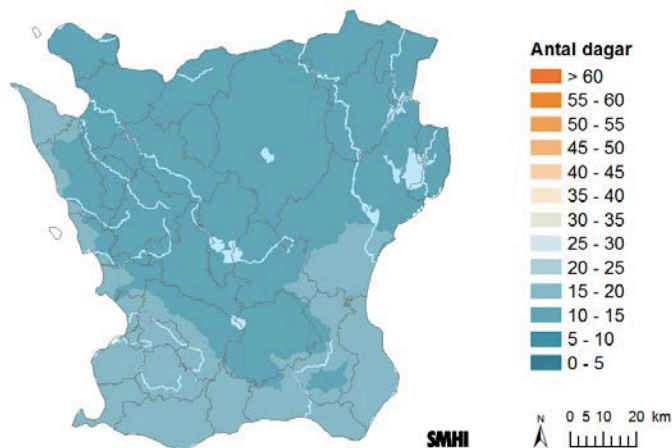 Antal dagar
> 60
55 - 60
50 - 55
45 - 50
40 - 45
35 - 40
30 - 35
25 - 30
20 - 25
15 - 20
10 - 15
5 - 10
0 - 5
SMHI
N
0 5 10 20 km